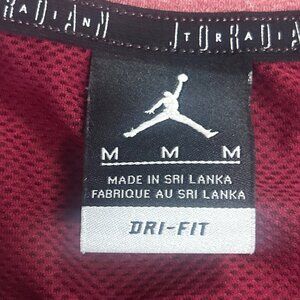 M M M
MADE IN SRI LANKA
FABRIQUE AU SRI LANKA
DRI-FIT